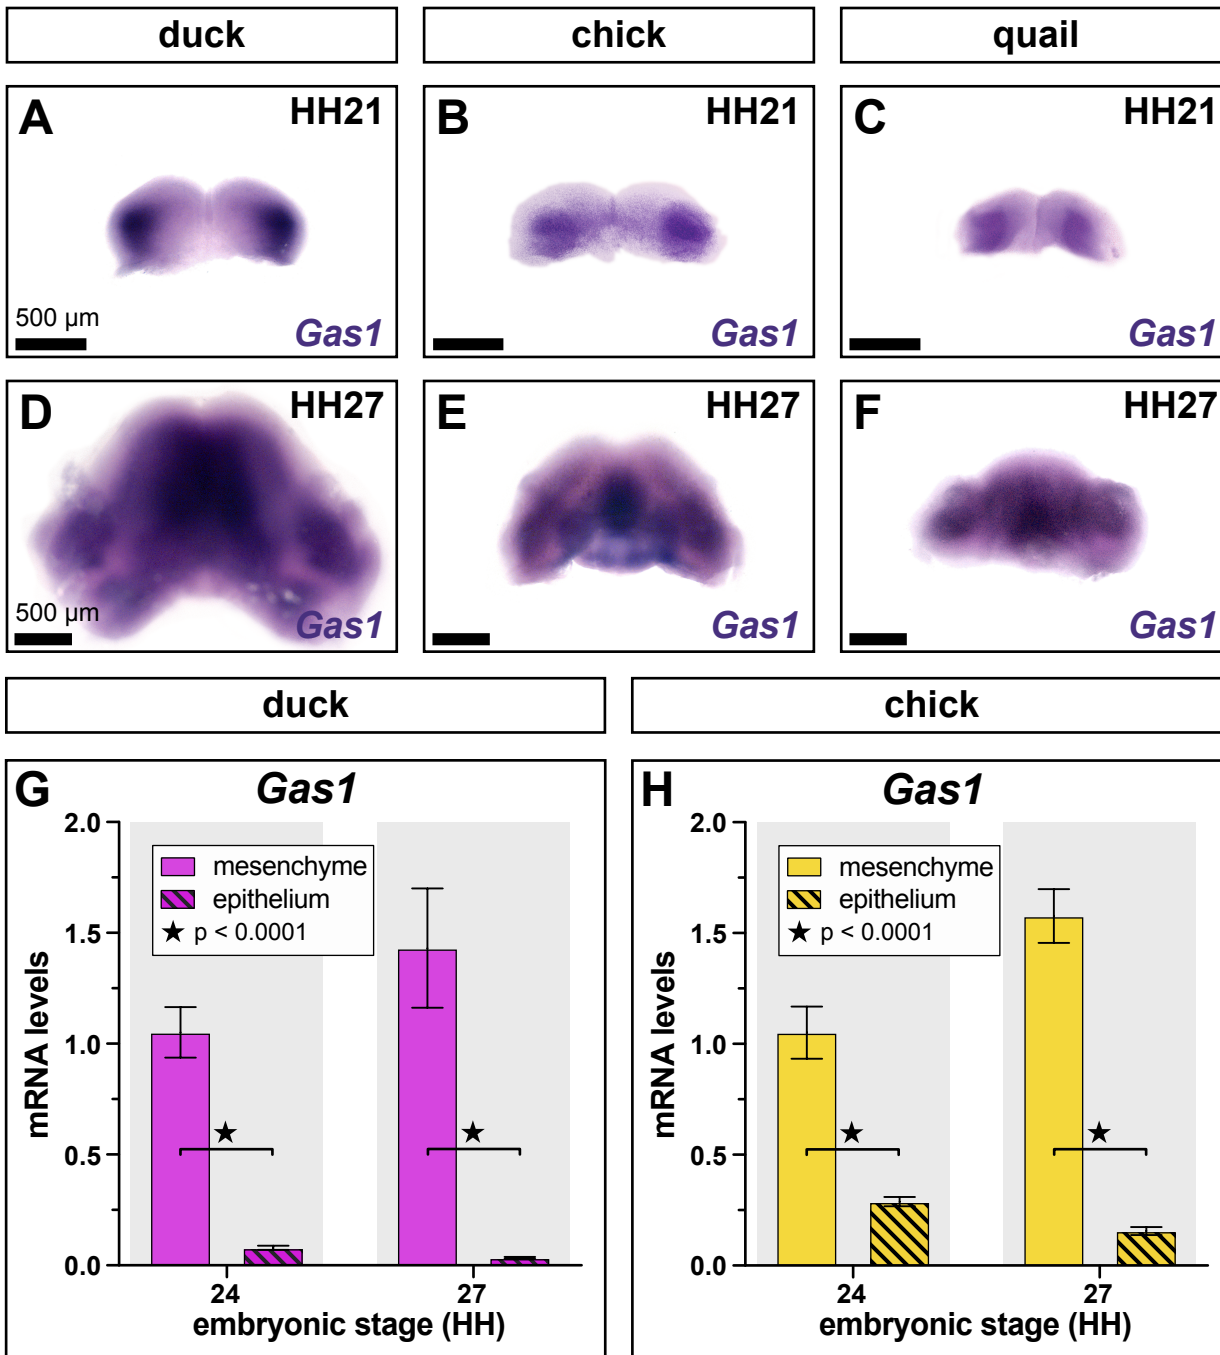 duck
chick
quail
A
HH21
500 µm
Gas1
B
HH21
Gas1
C
HH21
Gas1
D
HH27
500 µm
Gas1
E
HH27
Gas1
F
HH27
Gas1
duck
chick
G
Gas1
2.0
1.5
1.0
0.5
0.0
mRNA levels
mesenchyme
epithelium
★ p < 0.0001
★
★
24
27
embryonic stage (HH)
H
Gas1
2.0
1.5
1.0
0.5
0.0
mRNA levels
mesenchyme
epithelium
★ p < 0.0001
★
★
24
27
embryonic stage (HH)